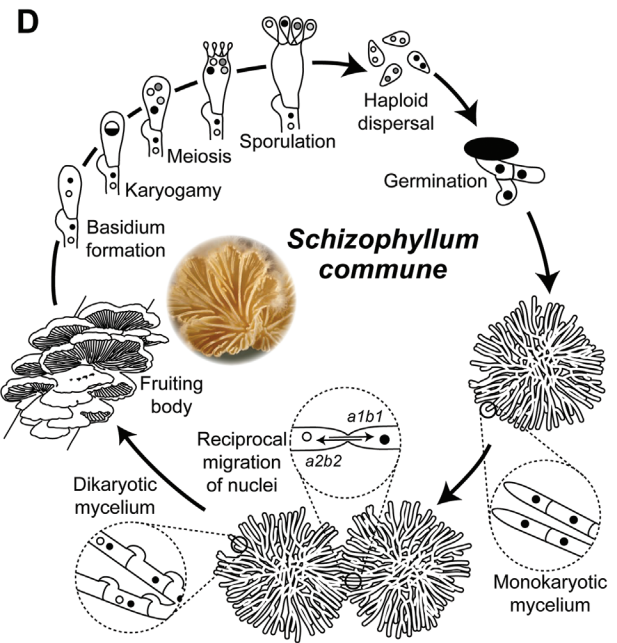 D
Sporulation
Haploid
dispersal
Meiosis
Karyogamy
Germination
Basidium
formation
Schizophyllum
commune
Fruiting
body
Reciprocal
migration
of nuclei
a1b1
a2b2
Dikaryotic
mycelium
Monokaryotic
mycelium